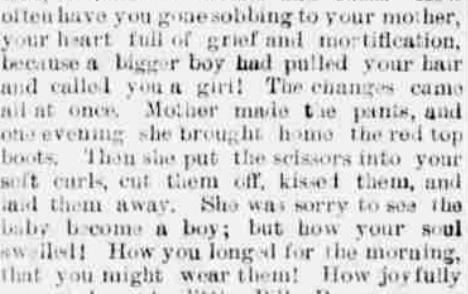 often have you gone sobbing to your mother,
your heart full of grief and mortification,
because a bigger boy had pulled your hair
and called you a girl! The changes came
all at once. Mother made the pants, and
one evening she brought home the red top
boots. Then she put the scissors into your
soft curls, cut them off, kissed them, and
laid them away. She was sorry to see the
baby become a boy; but how your soul
swelled! How you longed for the morning,
that you might wear them! How joyfully